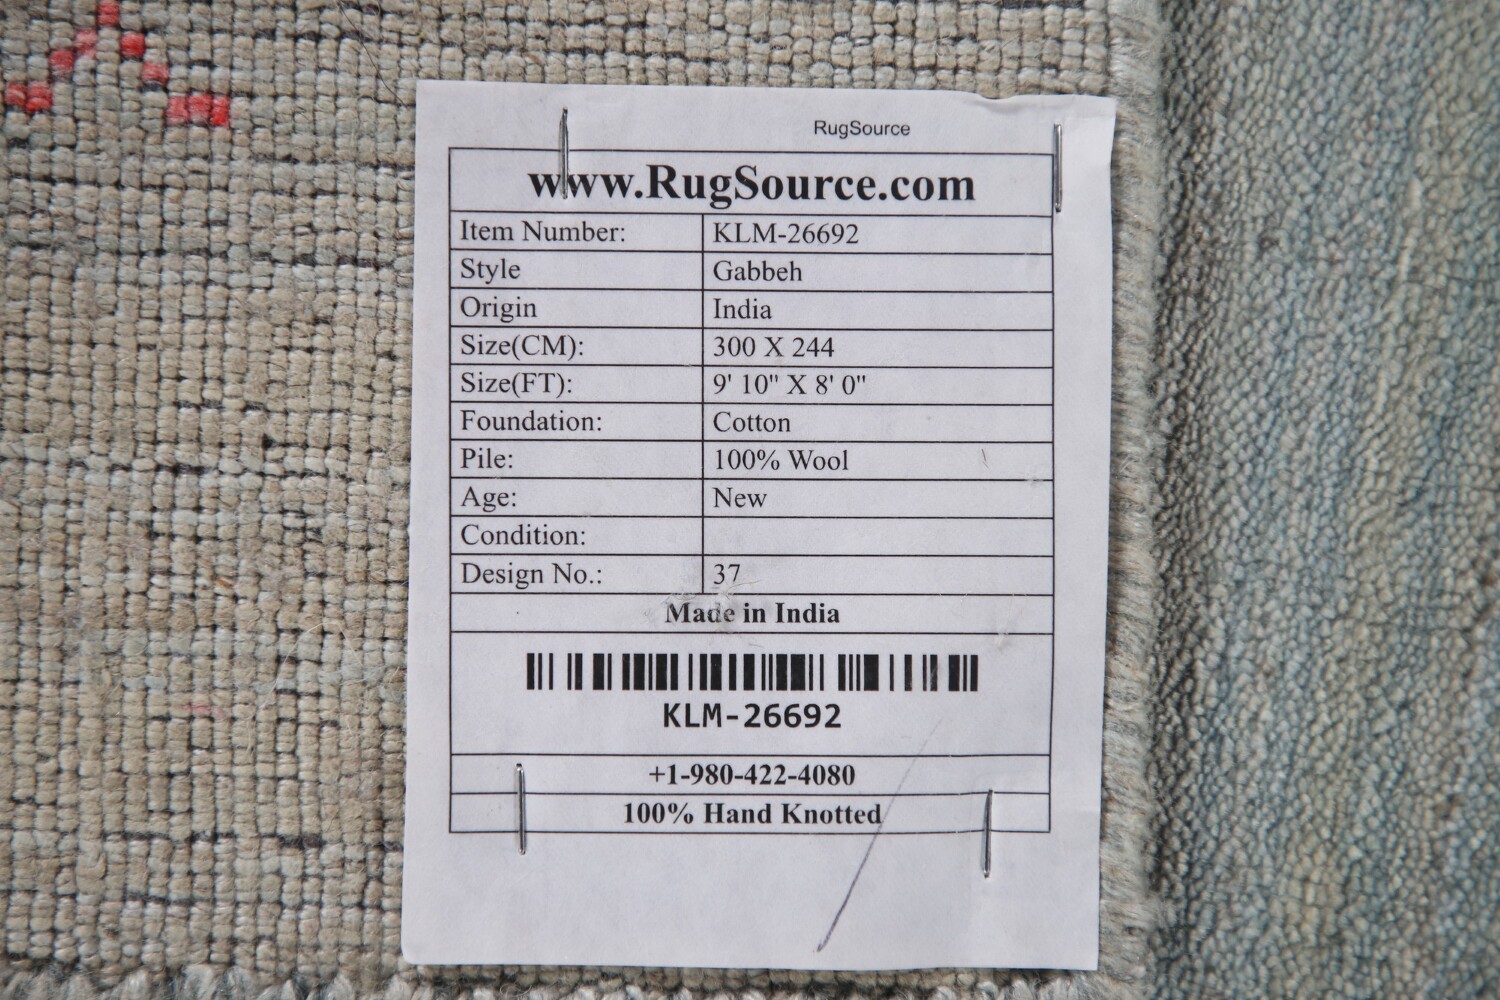 RugSource
www.RugSource.com
Item Number: KLM-26692
Style Gabbeh
Origin India
Size(CM): 300 X 244
Size(FT): 9' 10" X 8' 0"
Foundation: Cotton
Pile: 100% Wool
Age: New
Condition:
Design No.: 37
Made in India
KLM-26692
+1-980-422-4080
100% Hand Knotted